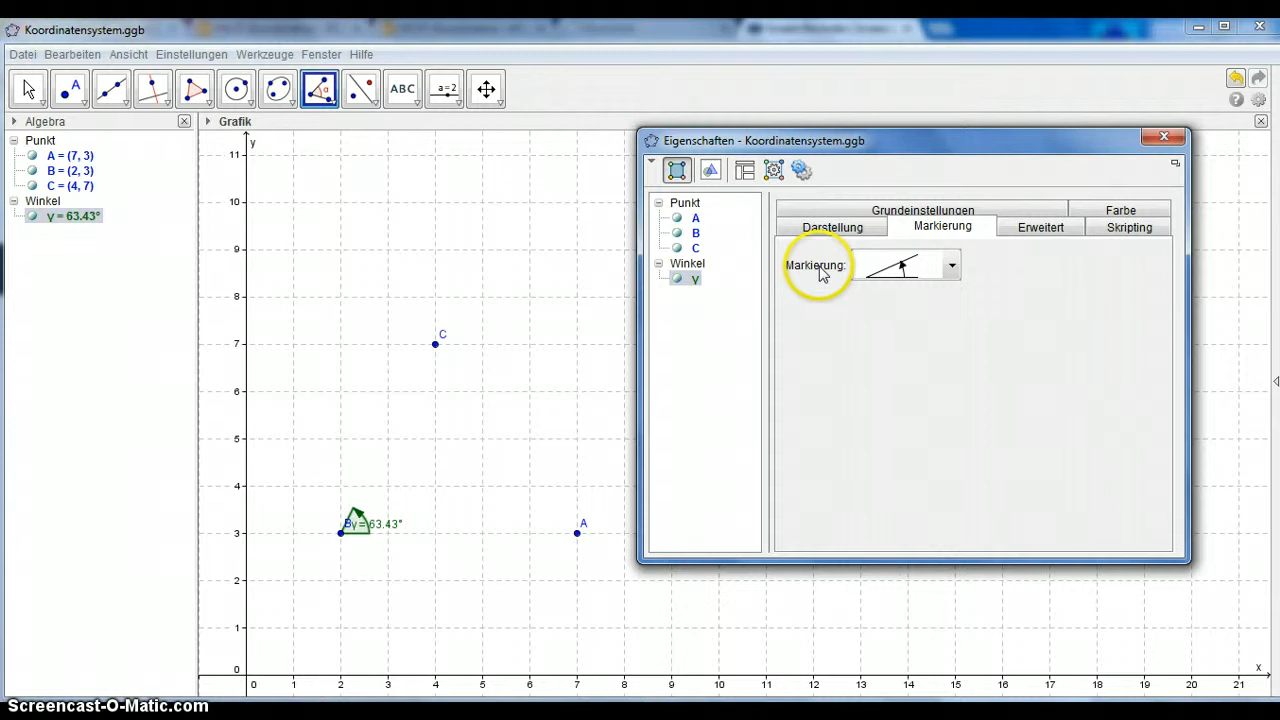 Koordinatensystem.ggb
Datei Bearbeiten Ansicht Einstellungen Werkzeuge Fenster Hilfe
A
α
ABC
a=2
Algebra
Grafik
Punkt
A = (7, 3)
B = (2, 3)
C = (4, 7)
Winkel
γ = 63.43°
y
11
10
9
8
7
6
5
4
3
2
1
0
C
B
γ = 63.43°
A
x
0 1 2 3 4 5 6 7 8 9 10 11 12 13 14 15 16 17 18 19 20 21
Eigenschaften - Koordinatensystem.ggb
Punkt
A
B
C
Winkel
γ
Grundeinstellungen Farbe
Darstellung Markierung Erweitert Skripting
Markierung:
Screencast-O-Matic.com